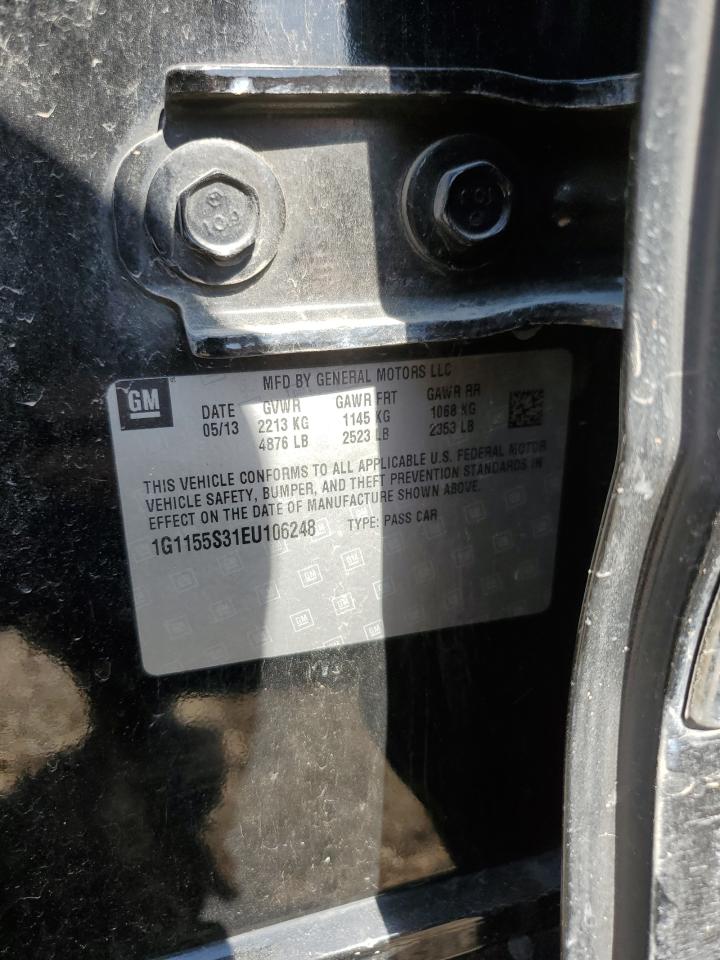 MFD BY GENERAL MOTORS LLC
GM
DATE GVWR GAWR FRT GAWR RR
05/13 2213 KG 1145 KG 1068 KG
4876 LB 2523 LB 2353 LB
THIS VEHICLE CONFORMS TO ALL APPLICABLE U.S. FEDERAL MOTOR
VEHICLE SAFETY, BUMPER, AND THEFT PREVENTION STANDARDS IN
EFFECT ON THE DATE OF MANUFACTURE SHOWN ABOVE.
1G1155S31EU106248 TYPE: PASS CAR